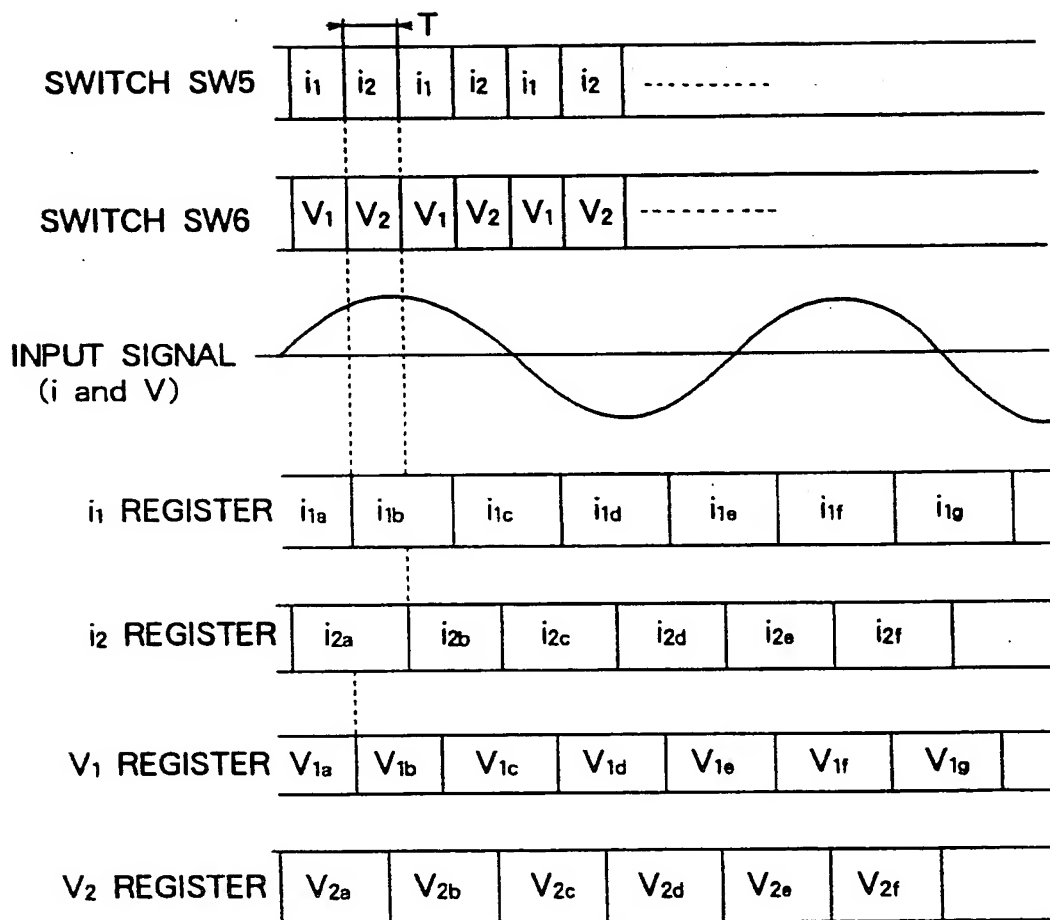 T
SWITCH SW5 i1 i2 i1 i2 i1 i2
SWITCH SW6 V1 V2 V1 V2 V1 V2
INPUT SIGNAL
(i and V)
i1 REGISTER i1a i1b i1c i1d i1e i1f i1g
i2 REGISTER i2a i2b i2c i2d i2e i2f
V1 REGISTER V1a V1b V1c V1d V1e V1f V1g
V2 REGISTER V2a V2b V2c V2d V2e V2f